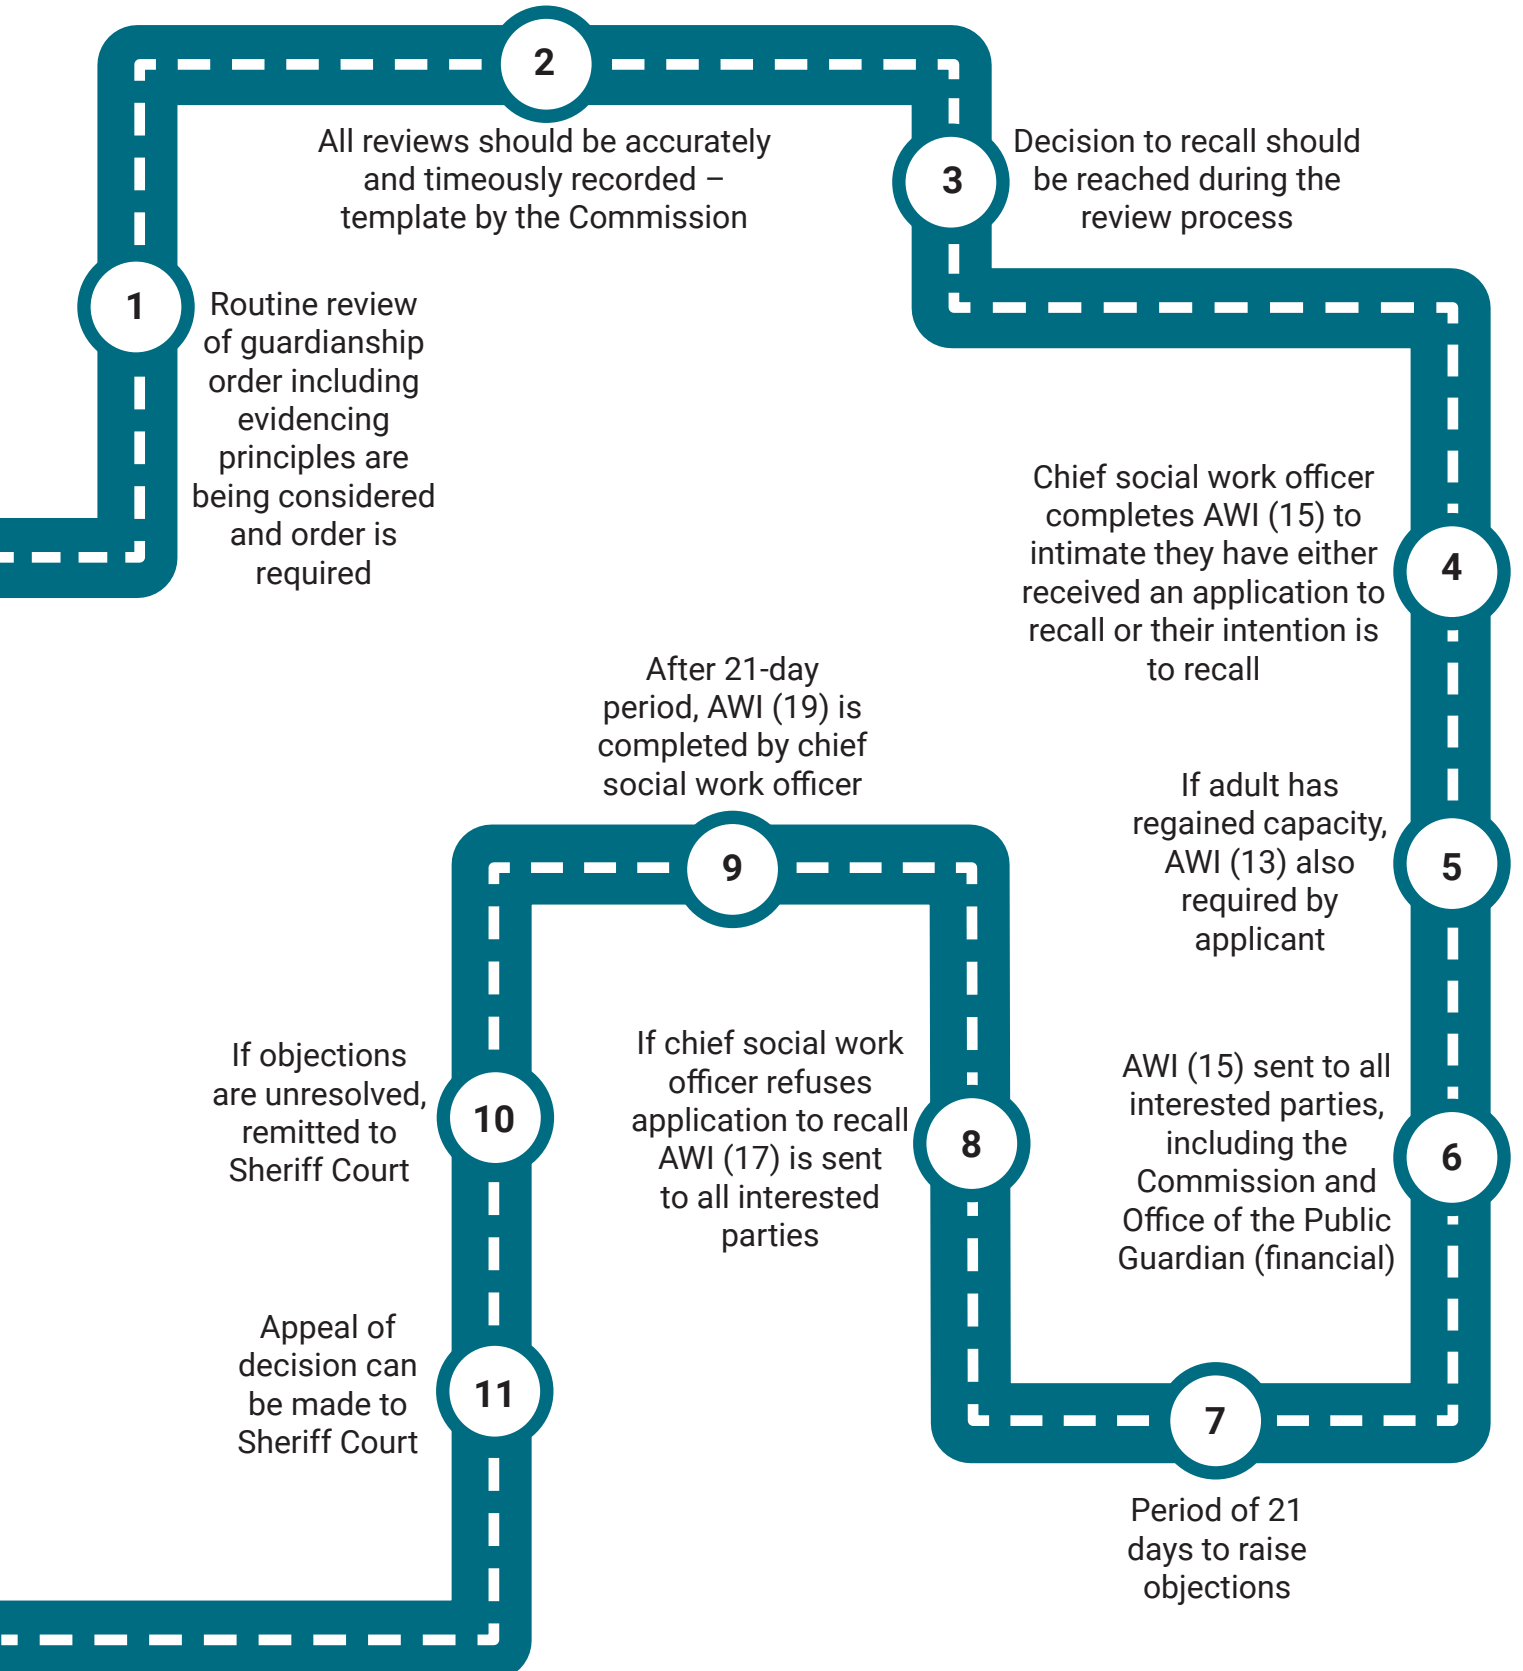 1
Routine review
of guardianship
order including
evidencing
principles are
being considered
and order is
required
2
All reviews should be accurately
and timeously recorded –
template by the Commission
3
Decision to recall should
be reached during the
review process
4
Chief social work officer
completes AWI (15) to
intimate they have either
received an application to
recall or their intention is
to recall
5
If adult has
regained capacity,
AWI (13) also
required by
applicant
6
AWI (15) sent to all
interested parties,
including the
Commission and
Office of the Public
Guardian (financial)
7
Period of 21
days to raise
objections
8
If chief social work
officer refuses
application to recall
AWI (17) is sent
to all interested
parties
9
After 21-day
period, AWI (19) is
completed by chief
social work officer
10
If objections
are unresolved,
remitted to
Sheriff Court
11
Appeal of
decision can
be made to
Sheriff Court